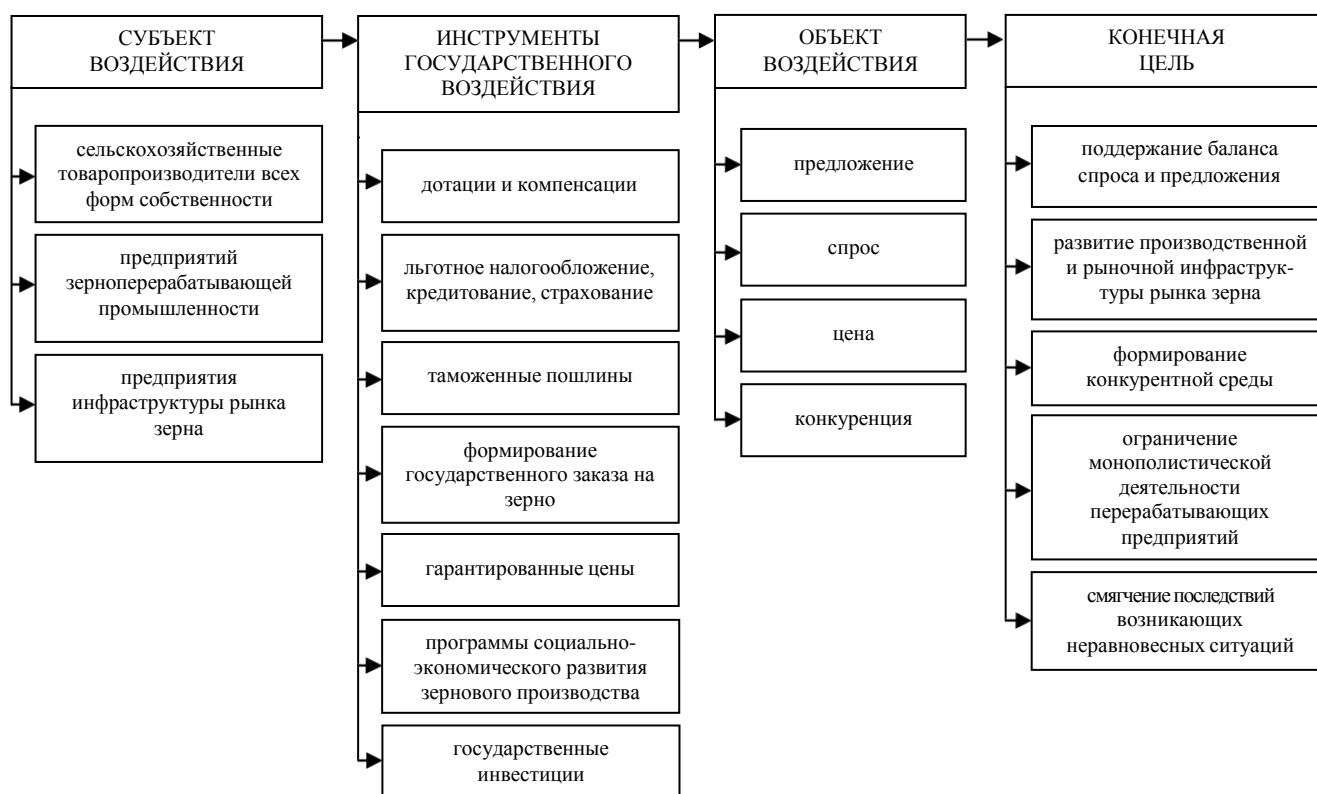 СУБЪЕКТ
ВОЗДЕЙСТВИЯ
сельскохозяйственные
товаропроизводители всех
форм собственности
предприятий
зерноперерабатывающей
промышленности
предприятия
инфраструктуры рынка
зерна
ИНСТРУМЕНТЫ
ГОСУДАРСТВЕННОГО
ВОЗДЕЙСТВИЯ
дотации и компенсации
льготное налогообложение,
кредитование, страхование
таможенные пошлины
формирование
государственного заказа на
зерно
гарантированные цены
программы социально-
экономического развития
зернового производства
государственные
инвестиции
ОБЪЕКТ
ВОЗДЕЙСТВИЯ
предложение
спрос
цена
конкуренция
КОНЕЧНАЯ
ЦЕЛЬ
поддержание баланса
спроса и предложения
развитие производственной
и рыночной инфраструк-
туры рынка зерна
формирование
конкурентной среды
ограничение
монополистической
деятельности
перерабатывающих
предприятий
смягчение последствий
возникающих
неравновесных ситуаций